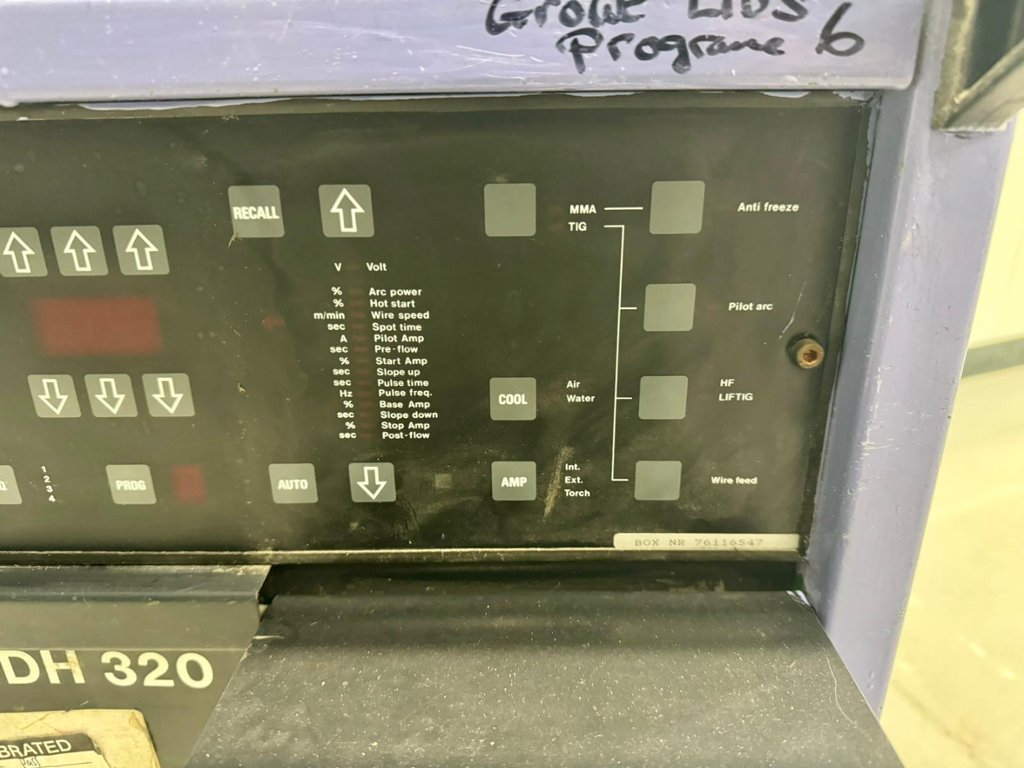 Grout Lids
Programe 6
RECALL
MMA
TIG
Anti freeze
V Volt
% Arc power
% Hot start
m/min Wire speed
sec Spot time
A Pilot Amp
sec Pre-flow
% Start Amp
sec Slope up
sec Pulse time
Hz Pulse freq.
% Base Amp
sec Slope down
% Stop Amp
sec Post-flow
Pilot arc
COOL
Air
Water
HF
LIFTIG
Q
1
2
3
4
PROG
AUTO
AMP
Int.
Ext.
Torch
Wire feed
BOX NR 76116547
DH 320
BRATED